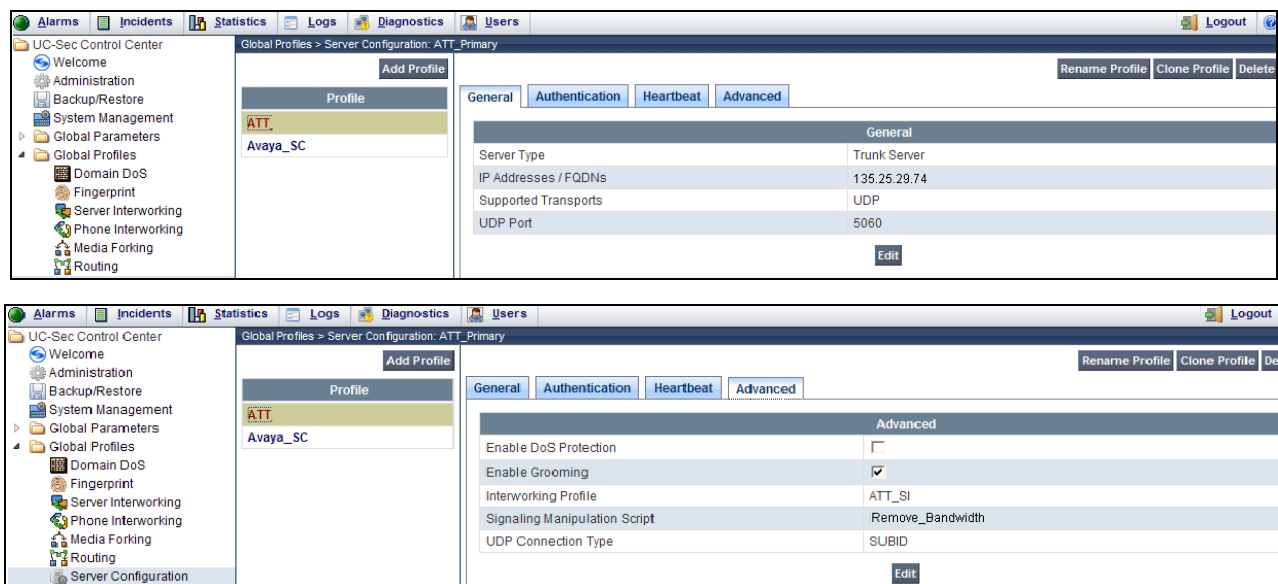 Alarms Incidents Statistics Logs Diagnostics Users Logout
UC-Sec Control Center
Global Profiles > Server Configuration: ATT_Primary
Welcome
Administration
Backup/Restore
System Management
Global Parameters
Global Profiles
Domain DoS
Fingerprint
Server Interworking
Phone Interworking
Media Forking
Routing
Add Profile
Rename Profile Clone Profile Delete
Profile
ATT
Avaya_SC
General Authentication Heartbeat Advanced
General
Server Type Trunk Server
IP Addresses / FQDNs 135.25.29.74
Supported Transports UDP
UDP Port 5060
Edit
Alarms Incidents Statistics Logs Diagnostics Users Logout
UC-Sec Control Center
Global Profiles > Server Configuration: ATT_Primary
Welcome
Administration
Backup/Restore
System Management
Global Parameters
Global Profiles
Domain DoS
Fingerprint
Server Interworking
Phone Interworking
Media Forking
Routing
Server Configuration
Add Profile
Rename Profile Clone Profile De
Profile
ATT
Avaya_SC
General Authentication Heartbeat Advanced
Advanced
Enable DoS Protection
Enable Grooming
Interworking Profile ATT_SI
Signaling Manipulation Script Remove_Bandwidth
UDP Connection Type SUBID
Edit